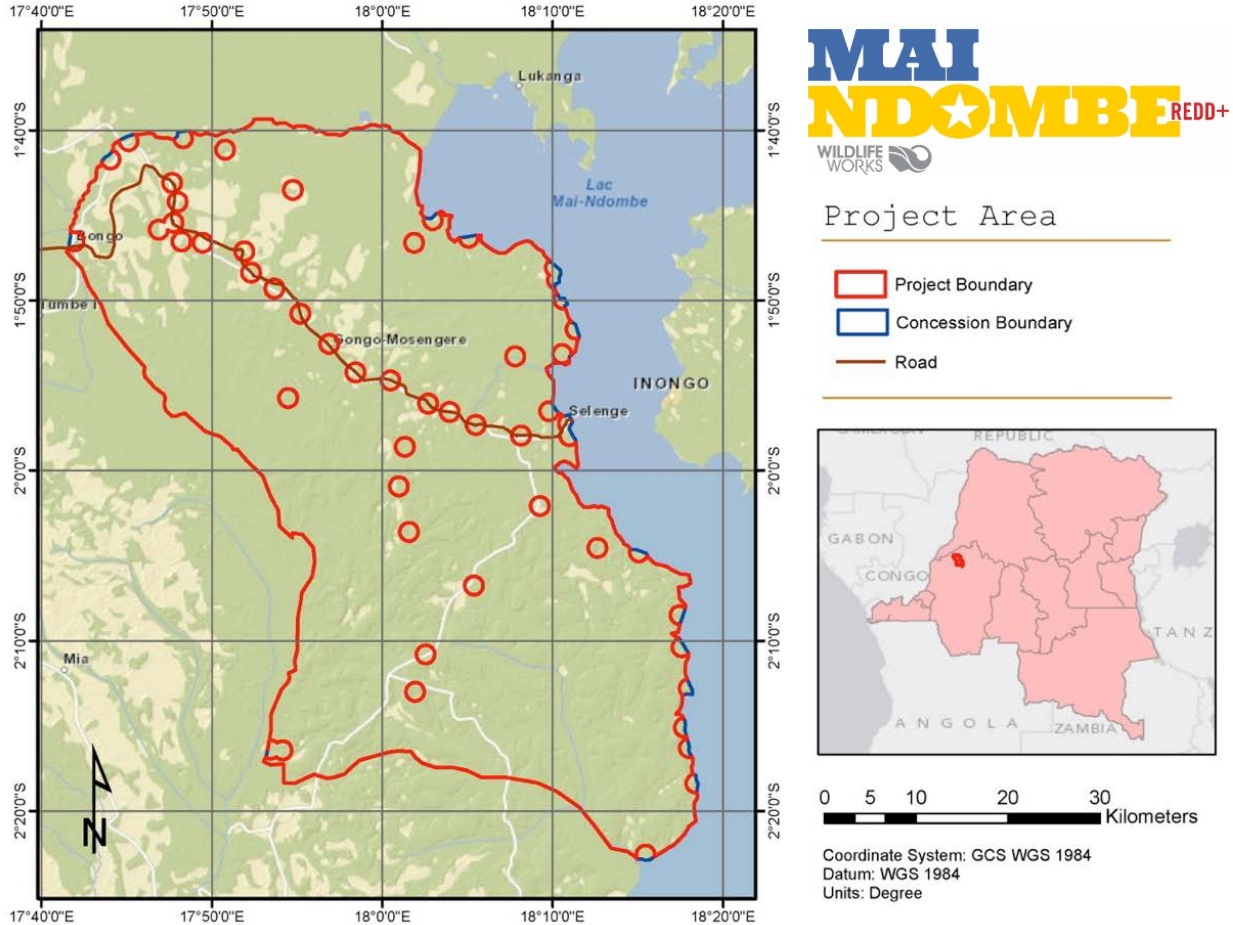 17°40'0"E
17°50'0"E
18°0'0"E
18°10'0"E
18°20'0"E
1°40'0"S
1°50'0"S
2°0'0"S
2°10'0"S
2°20'0"S
1°40'0"S
1°50'0"S
2°0'0"S
2°10'0"S
2°20'0"S
17°40'0"E
17°50'0"E
18°0'0"E
18°10'0"E
18°20'0"E
Lukanga
Lac
Mai-Ndombe
Bongo
INONGO
Selenge
Mia
N
MAI
NDOMBE REDD+
WILDLIFE
WORKS
Project Area
Project Boundary
Concession Boundary
Road
REPUBLIC
GABON
CONGO
TANZ
ANGOLA
ZAMBIA
0 5 10 20 30
Kilometers
Coordinate System: GCS WGS 1984
Datum: WGS 1984
Units: Degree